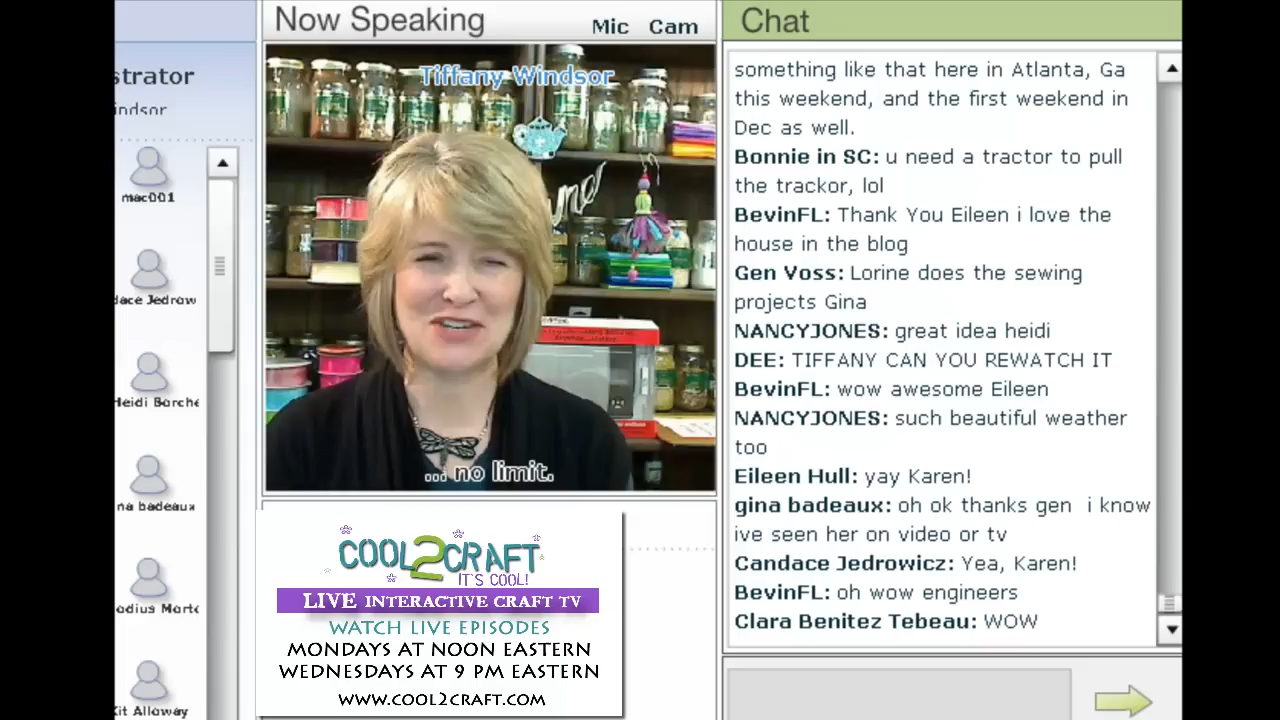 Now Speaking
Mic Cam
Chat
strator
indsor
mac001
dace Jedrow
Heidi Borche
na badeaux
adius Marte
Kit Alloway
Tiffany Windsor
... no limit.
COOL2CRAFT
IT'S COOL!
LIVE INTERACTIVE CRAFT TV
WATCH LIVE EPISODES
MONDAYS AT NOON EASTERN
WEDNESDAYS AT 9 PM EASTERN
WWW.COOL2CRAFT.COM
something like that here in Atlanta, Ga
this weekend, and the first weekend in
Dec as well.
Bonnie in SC: u need a tractor to pull
the trackor, lol
BevinFL: Thank You Eileen i love the
house in the blog
Gen Voss: Lorine does the sewing
projects Gina
NANCYJONES: great idea heidi
DEE: TIFFANY CAN YOU REWATCH IT
BevinFL: wow awesome Eileen
NANCYJONES: such beautiful weather
too
Eileen Hull: yay Karen!
gina badeaux: oh ok thanks gen i know
ive seen her on video or tv
Candace Jedrowicz: Yea, Karen!
BevinFL: oh wow engineers
Clara Benitez Tebeau: WOW